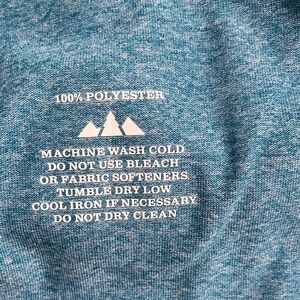 100% POLYESTER
MACHINE WASH COLD
DO NOT USE BLEACH
OR FABRIC SOFTENERS
TUMBLE DRY LOW
COOL IRON IF NECESSARY
DO NOT DRY CLEAN